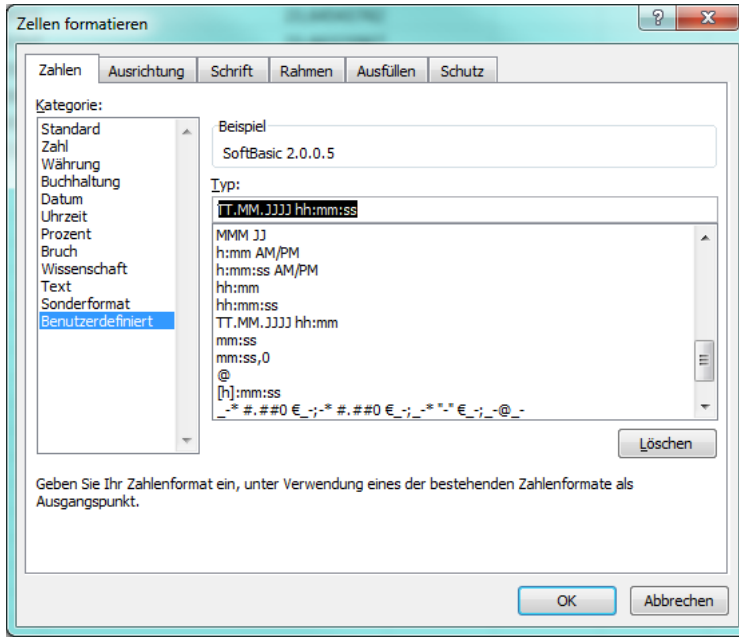 Zellen formatieren
Zahlen Ausrichtung Schrift Rahmen Ausfüllen Schutz
Kategorie:
Standard
Zahl
Währung
Buchhaltung
Datum
Uhrzeit
Prozent
Bruch
Wissenschaft
Text
Sonderformat
Benutzerdefiniert
Beispiel
SoftBasic 2.0.0.5
Typ:
TT.MM.JJJJ hh:mm:ss
MMM JJ
h:mm AM/PM
h:mm:ss AM/PM
hh:mm
hh:mm:ss
TT.MM.JJJJ hh:mm
mm:ss
mm:ss,0
@
[h]:mm:ss
_-* #.##0 €_-;-* #.##0 €_-;_-* "-" €_-;_-@_-
Löschen
Geben Sie Ihr Zahlenformat ein, unter Verwendung eines der bestehenden Zahlenformate als
Ausgangspunkt.
OK Abbrechen